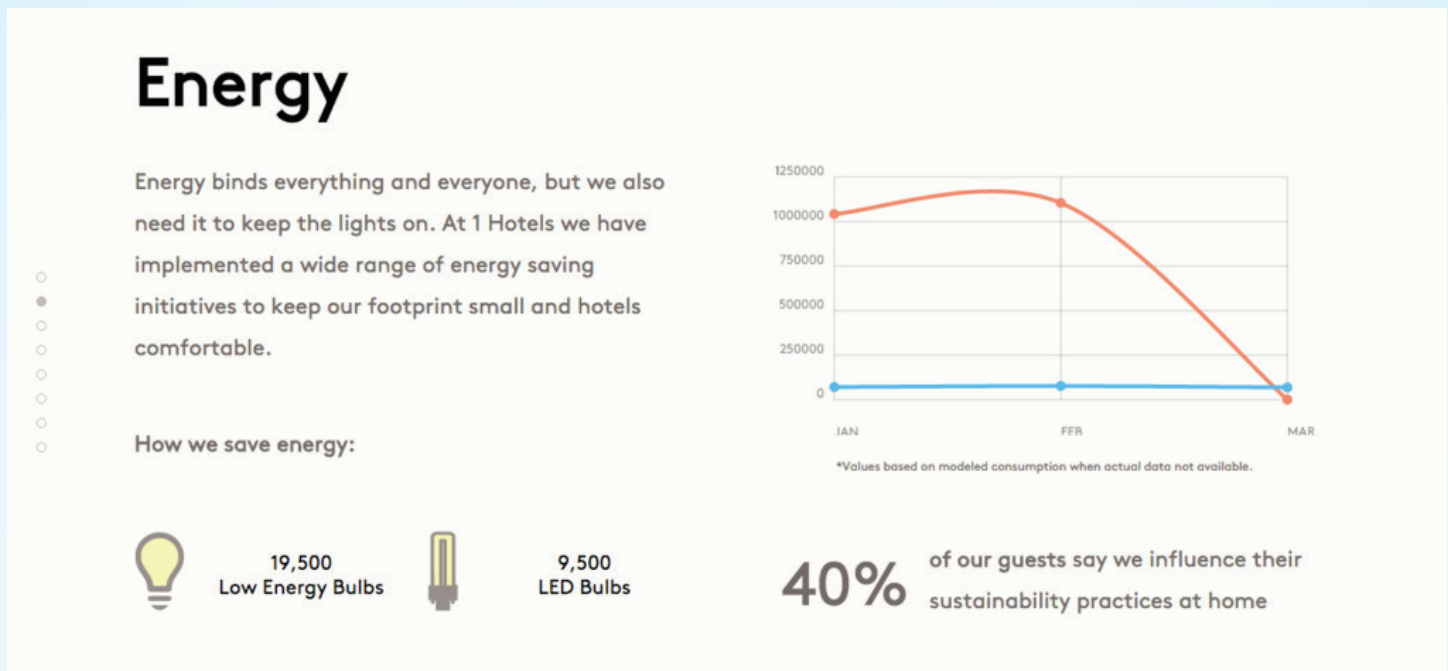 Energy
Energy binds everything and everyone, but we also
need it to keep the lights on. At 1 Hotels we have
implemented a wide range of energy saving
initiatives to keep our footprint small and hotels
comfortable.
How we save energy:
19,500
Low Energy Bulbs
9,500
LED Bulbs
1250000
1000000
750000
500000
250000
0
JAN FEB MAR
*Values based on modeled consumption when actual data not available.
40%
of our guests say we influence their
sustainability practices at home